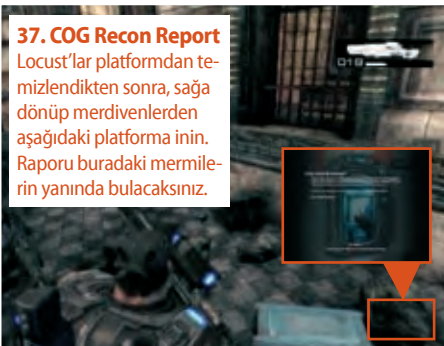 37. COG Recon Report
Locust'lar platformdan te-
mizlendikten sonra, sağa
dönüp merdivenlerden
aşağıdaki platforma inin.
Raporu buradaki mermile-
rin yanında bulacaksınız.